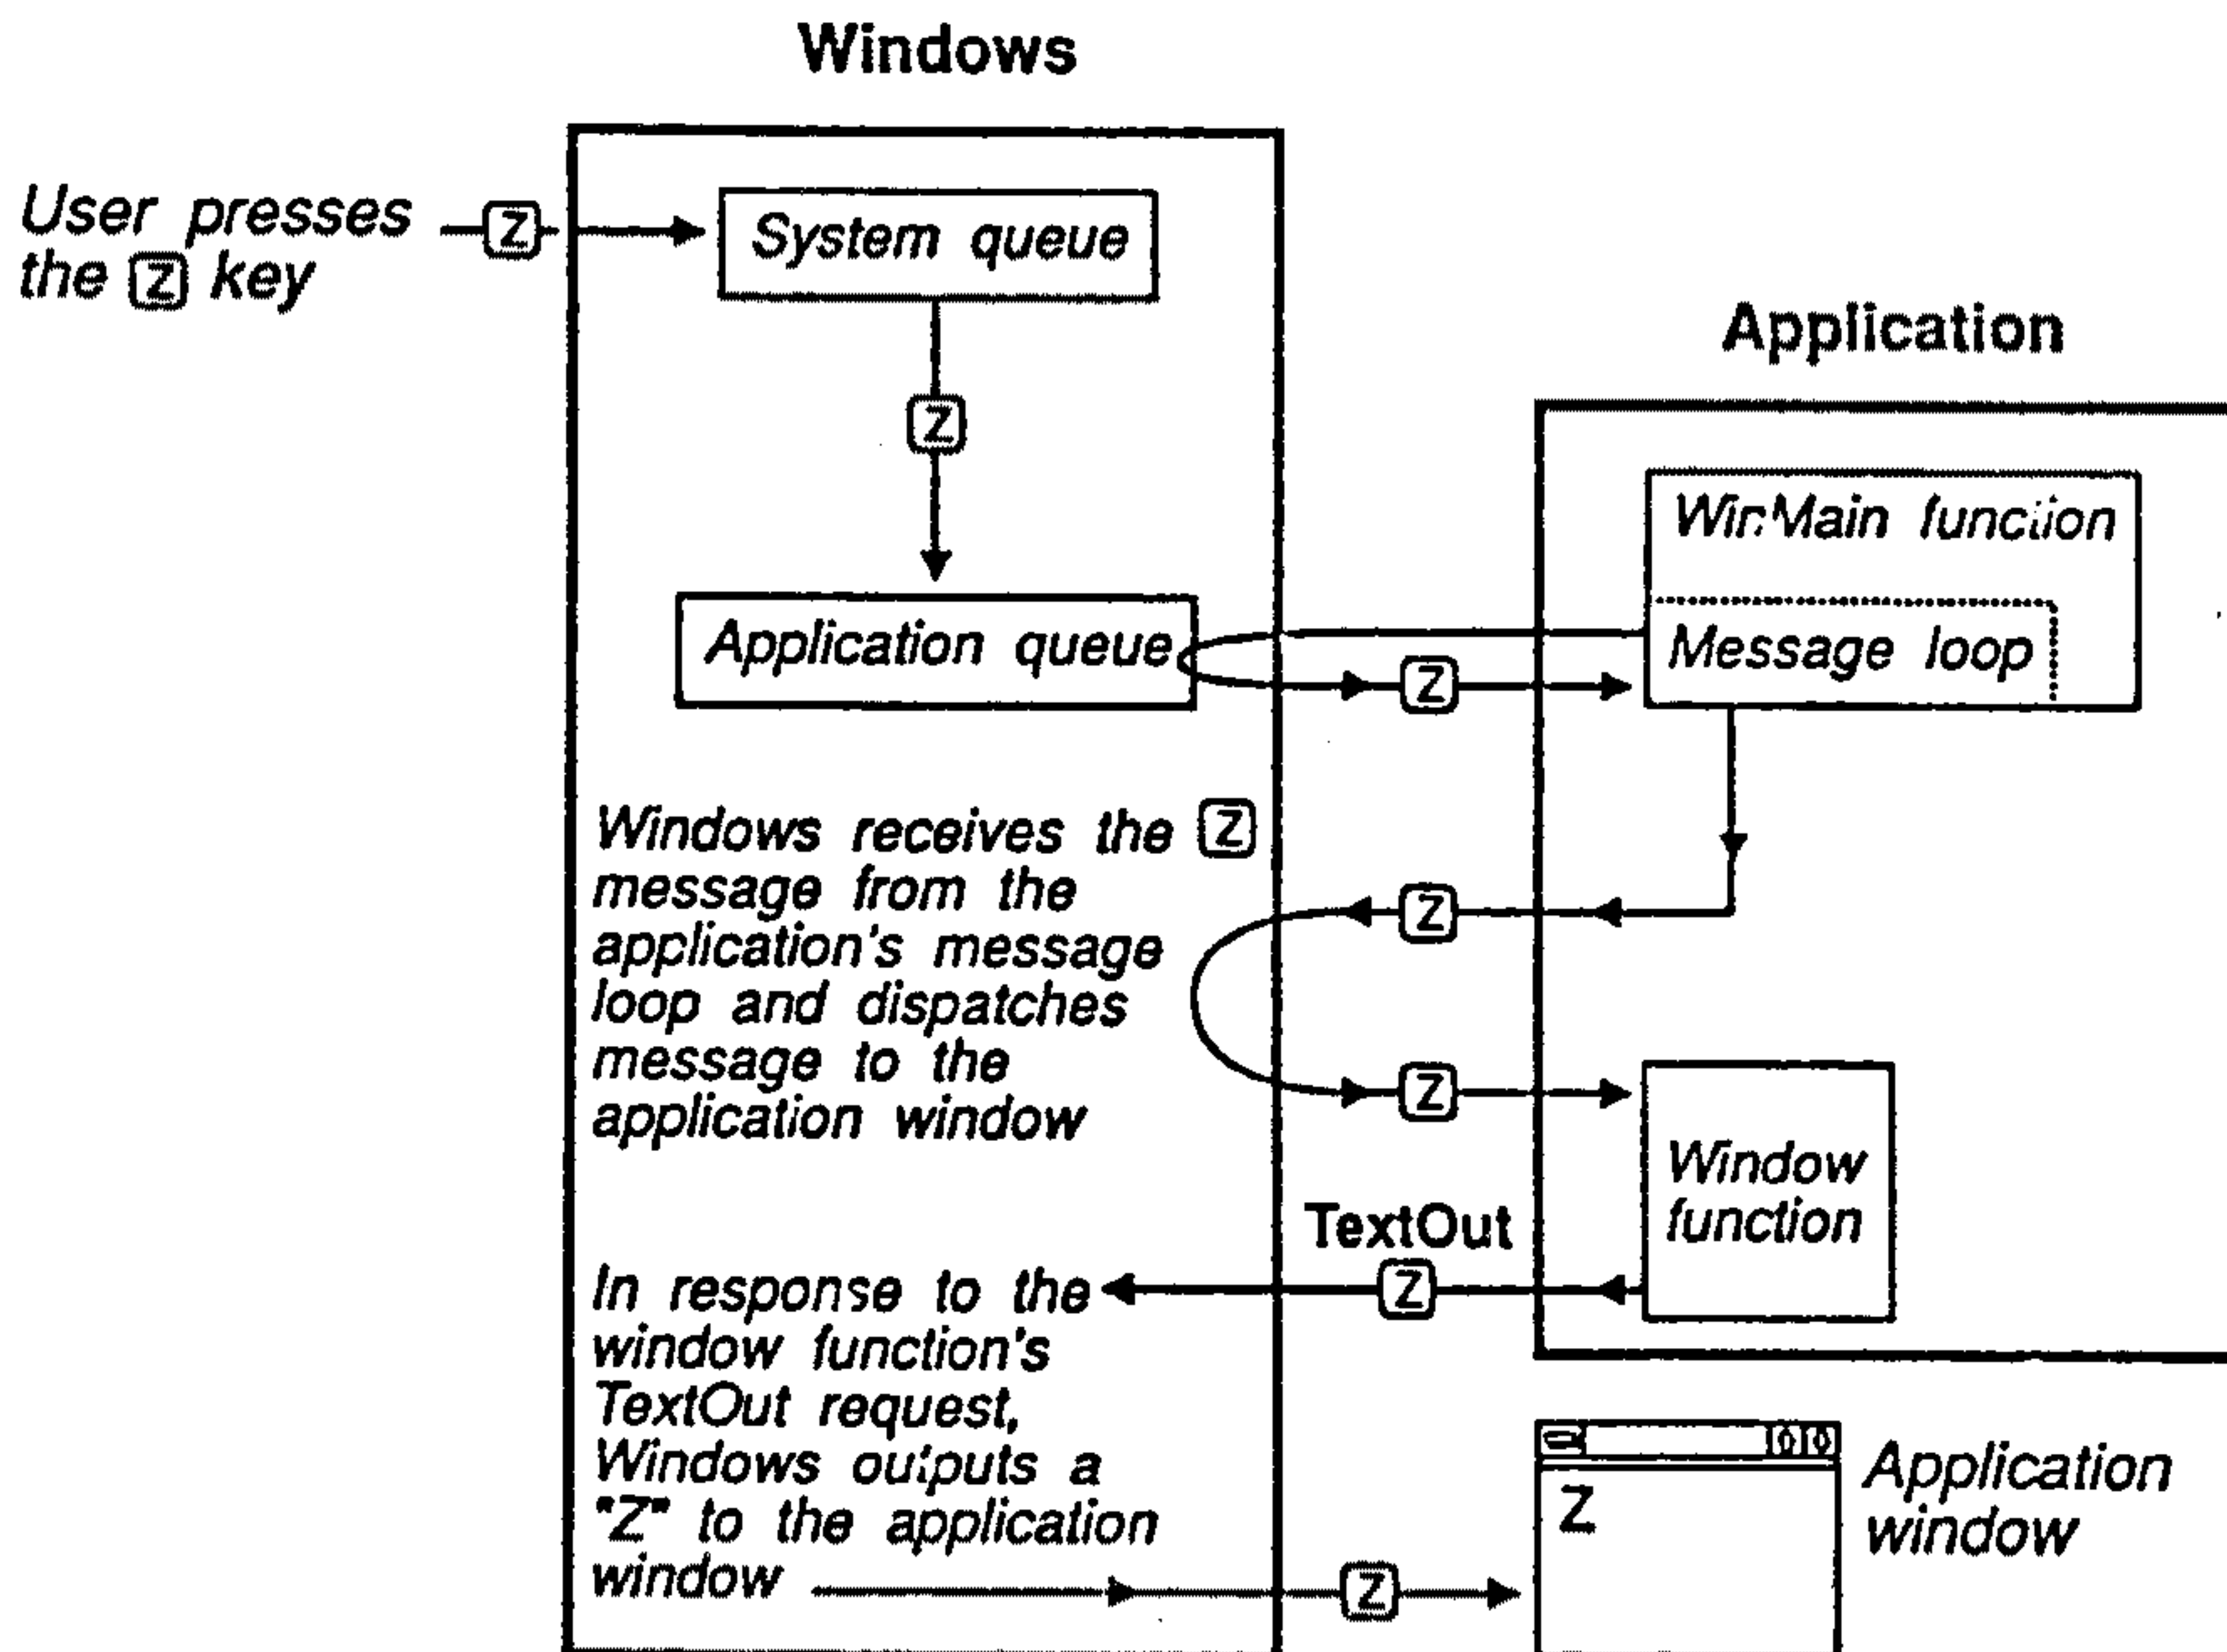 Windows
User presses
the Z key
Z
System queue
Z
Application
WinMain function
Application queue
Message loop
Z
Windows receives the Z
message from the
application's message
loop and dispatches
message to the
application window
Z
Z
Window
function
TextOut
Z
In response to the
window function's
TextOut request,
Windows outputs a
"Z" to the application
window
Z
Z
Application
window